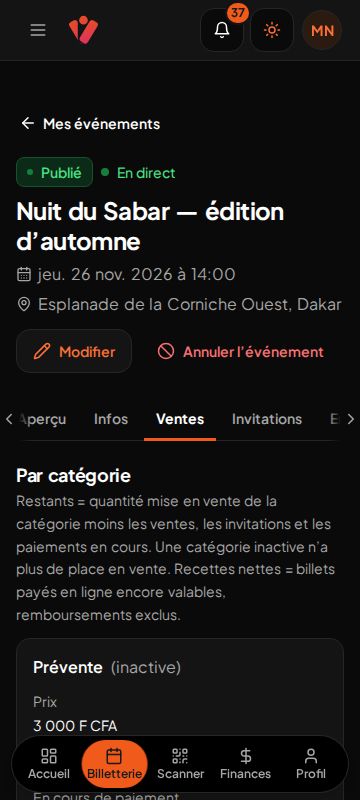 37
MN
Mes événements
Publié
En direct
Nuit du Sabar — édition
d'automne
jeu. 26 nov. 2026 à 14:00
Esplanade de la Corniche Ouest, Dakar
Modifier
Annuler l'événement
Aperçu Infos Ventes Invitations
Par catégorie
Restants = quantité mise en vente de la
catégorie moins les ventes, les invitations et les
paiements en cours. Une catégorie inactive n'a
plus de place en vente. Recettes nettes = billets
payés en ligne encore valables,
remboursements exclus.
Prévente (inactive)
Prix
3 000 F CFA
Accueil Billetterie Scanner Finances Profil
En cours de paiement